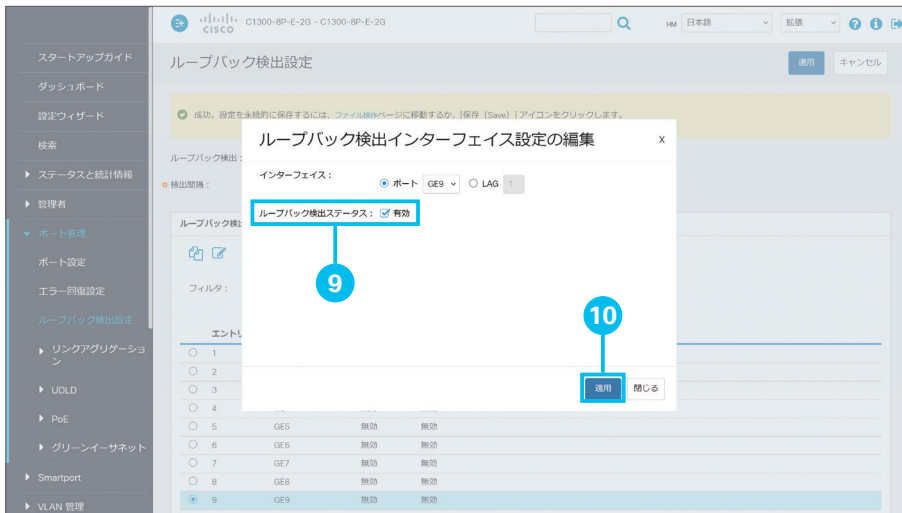 CISCO
C1300-8P-E-2G - C1300-8P-E-2G
HM 日本語 拡張
スタートアップガイド
ダッシュボード
設定ウィザード
検索
ステータスと統計情報
管理者
ポート管理
ポート設定
エラー回復設定
ループバック検出設定
リンクアグリゲーショ
ン
UDLD
PoE
グリーンイーサネット
Smartport
VLAN 管理
ループバック検出設定
適用 キャンセル
成功。設定を永続的に保存するには、ファイル操作ページに移動するか、[保存 (Save) ] アイコンをクリックします。
ループバック検出:
検出間隔:
ループバック検
フィルタ:
エントリ
1
2
3
4
5 GE5 無効 無効
6 GE6 無効 無効
7 GE7 無効 無効
8 GE8 無効 無効
9 GE9 無効 無効
ループバック検出インターフェイス設定の編集 x
インターフェイス: ポート GE9 LAG 1
ループバック検出ステータス: 有効
9
10
適用 閉じる